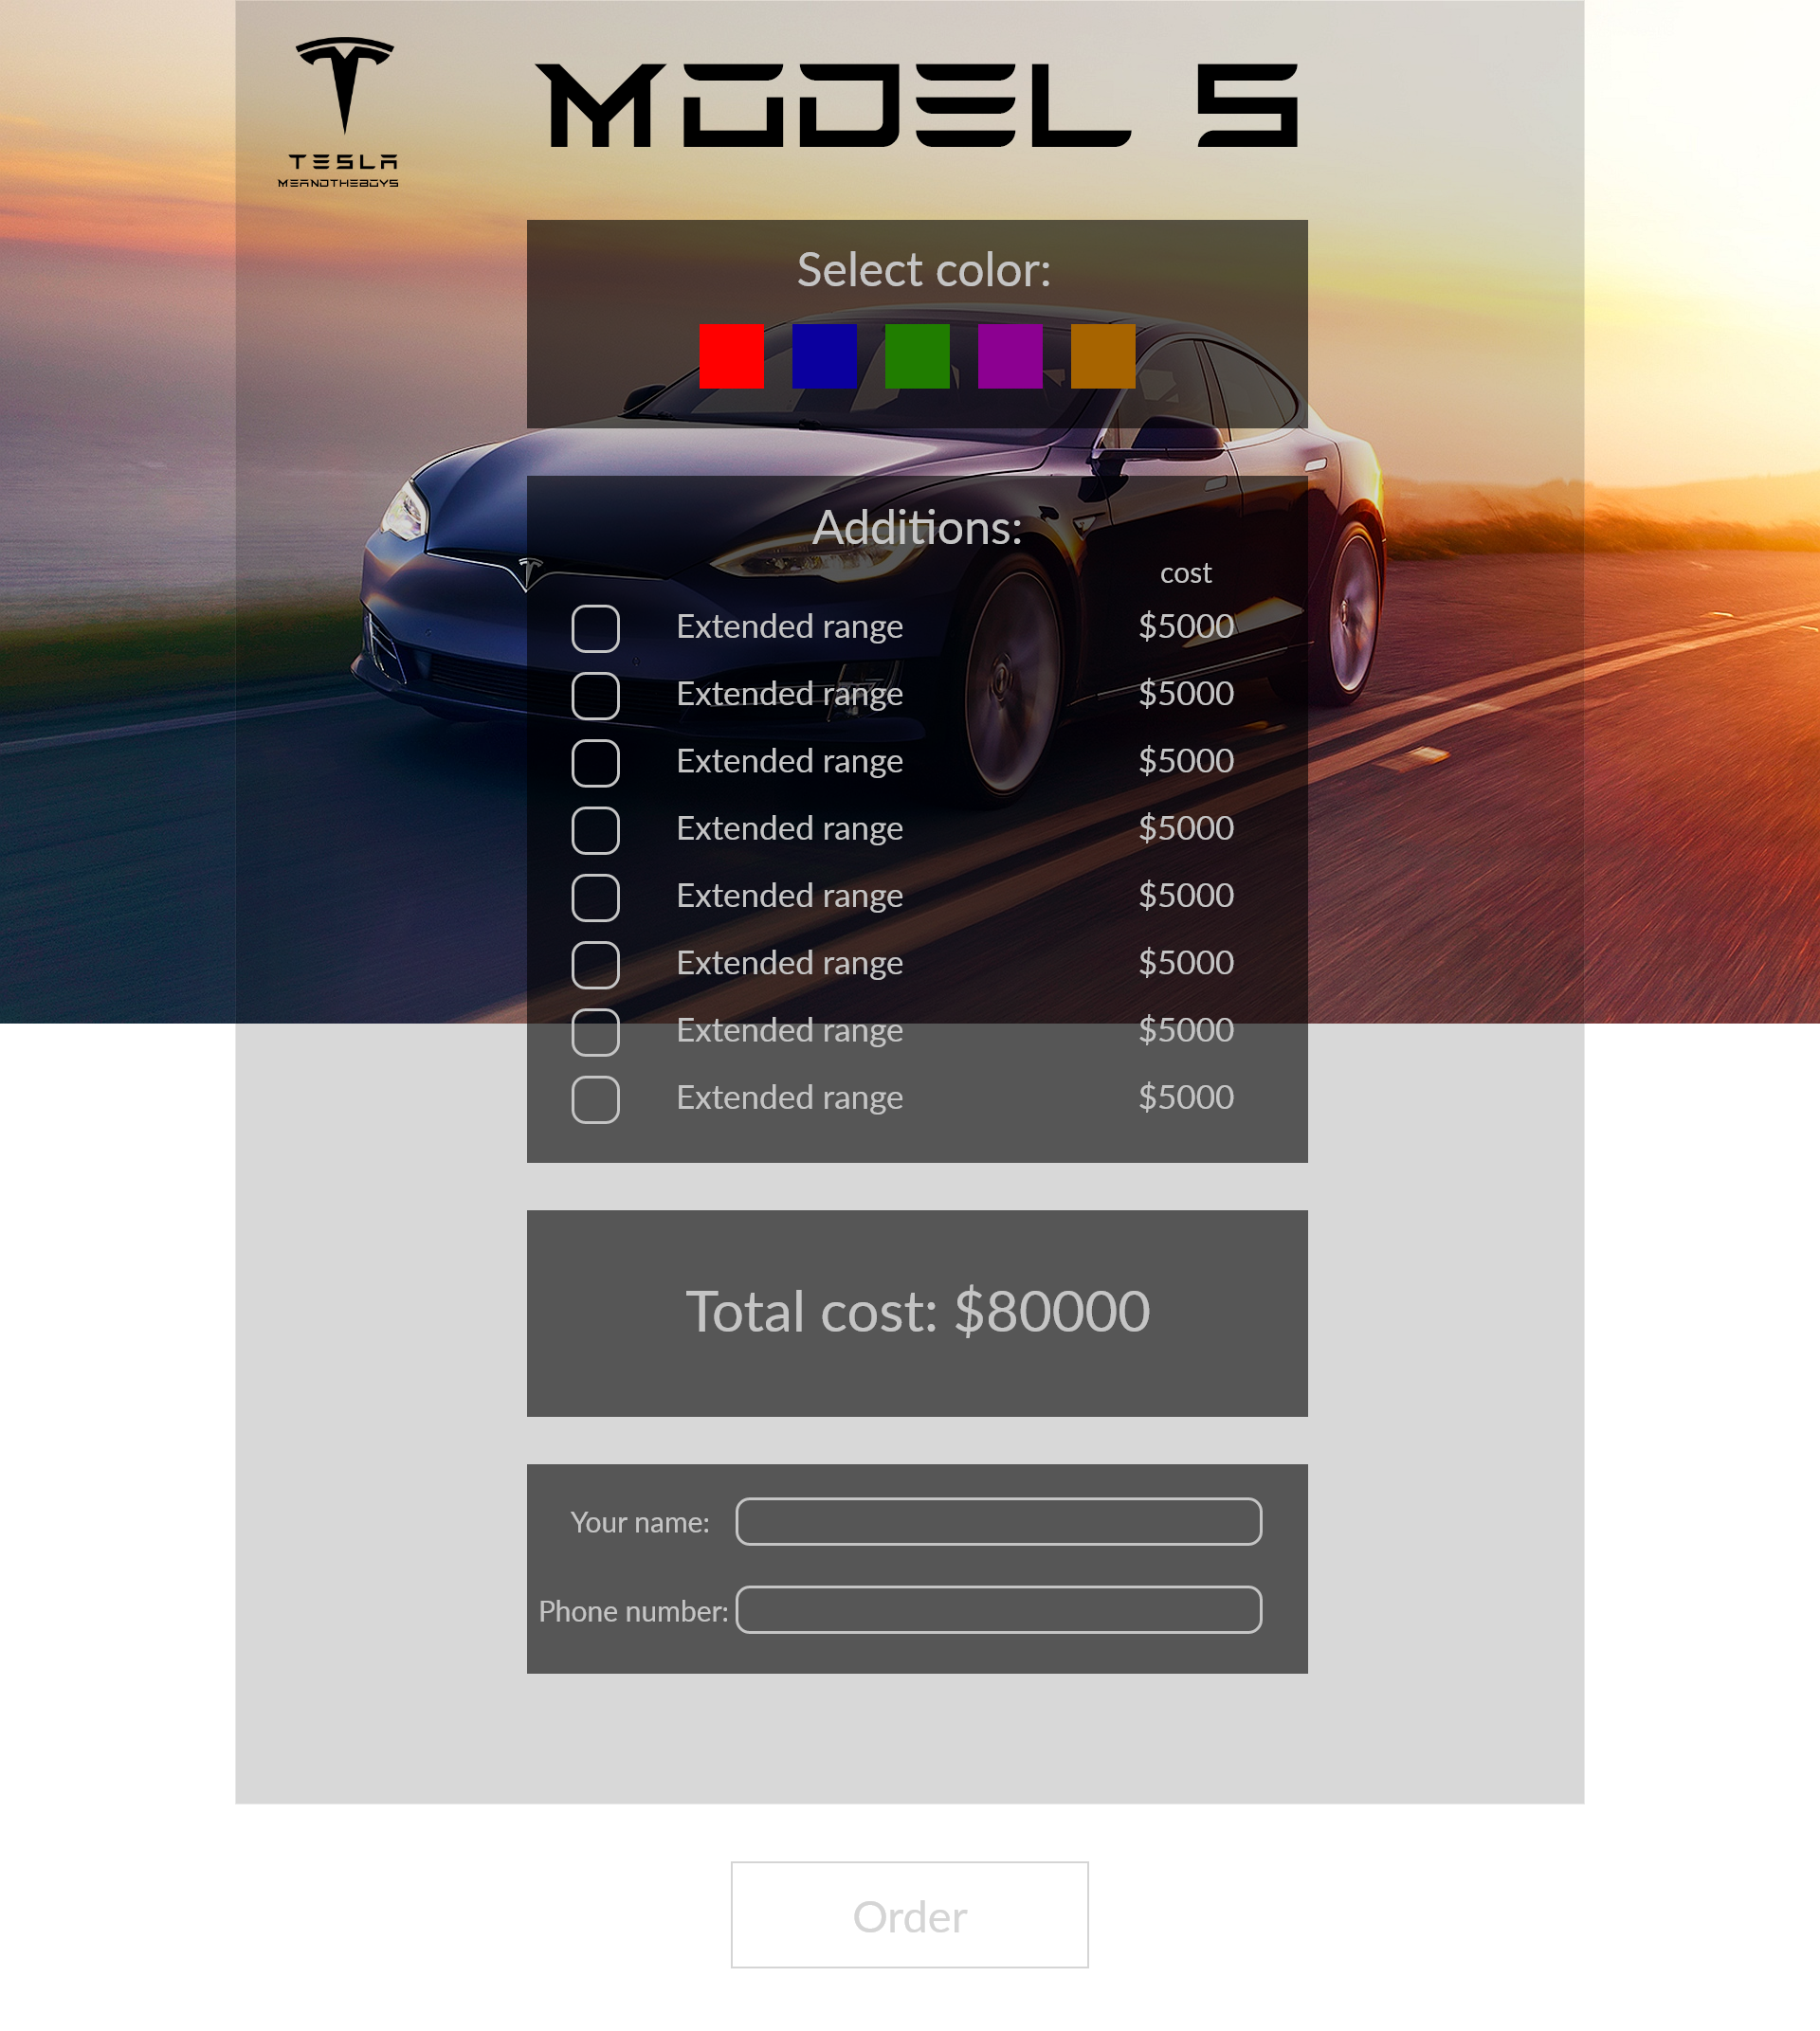 MODEL S
TESLA
MEANDTHEBOYS
Select color:
Additions:
cost
Extended range $5000
Extended range $5000
Extended range $5000
Extended range $5000
Extended range $5000
Extended range $5000
Extended range $5000
Extended range $5000
Total cost: $80000
Your name:
Phone number:
Order